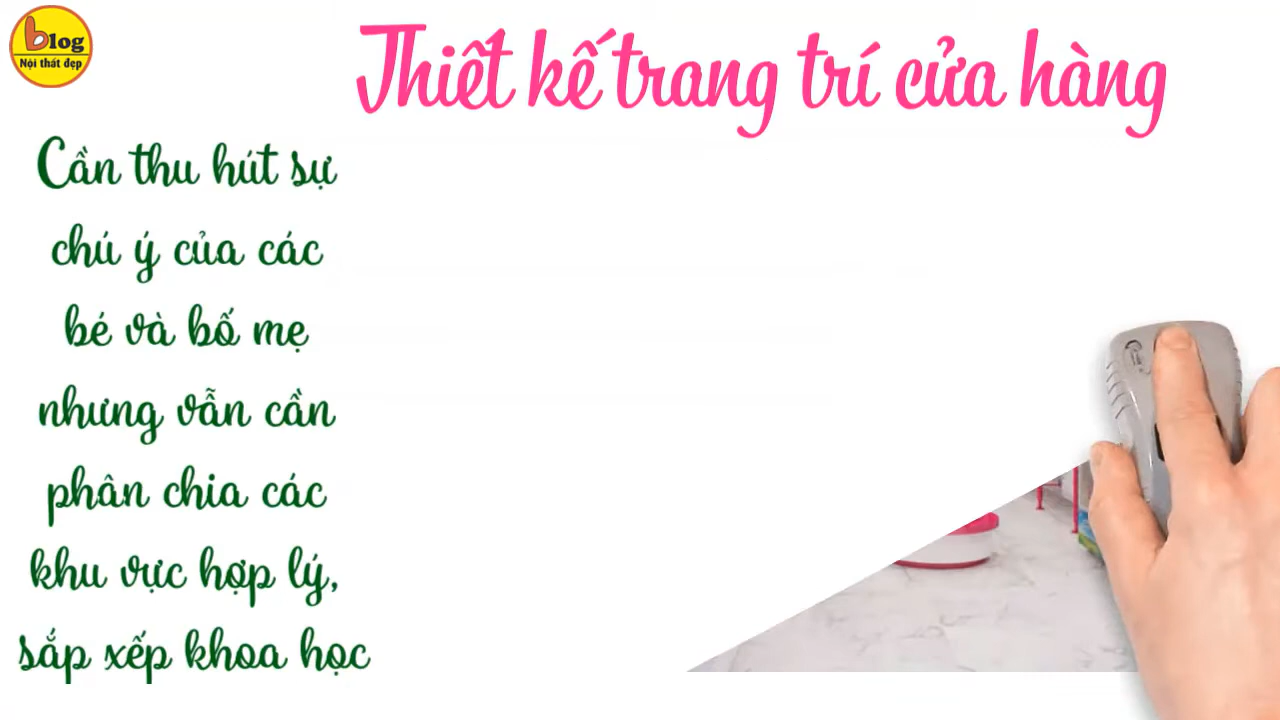 blog
Nội thất đẹp
Thiết kế trang trí cửa hàng
Cần thu hút sự
chú ý của các
bé và bố mẹ
nhưng vẫn cần
phân chia các
khu vực hợp lý,
sắp xếp khoa học